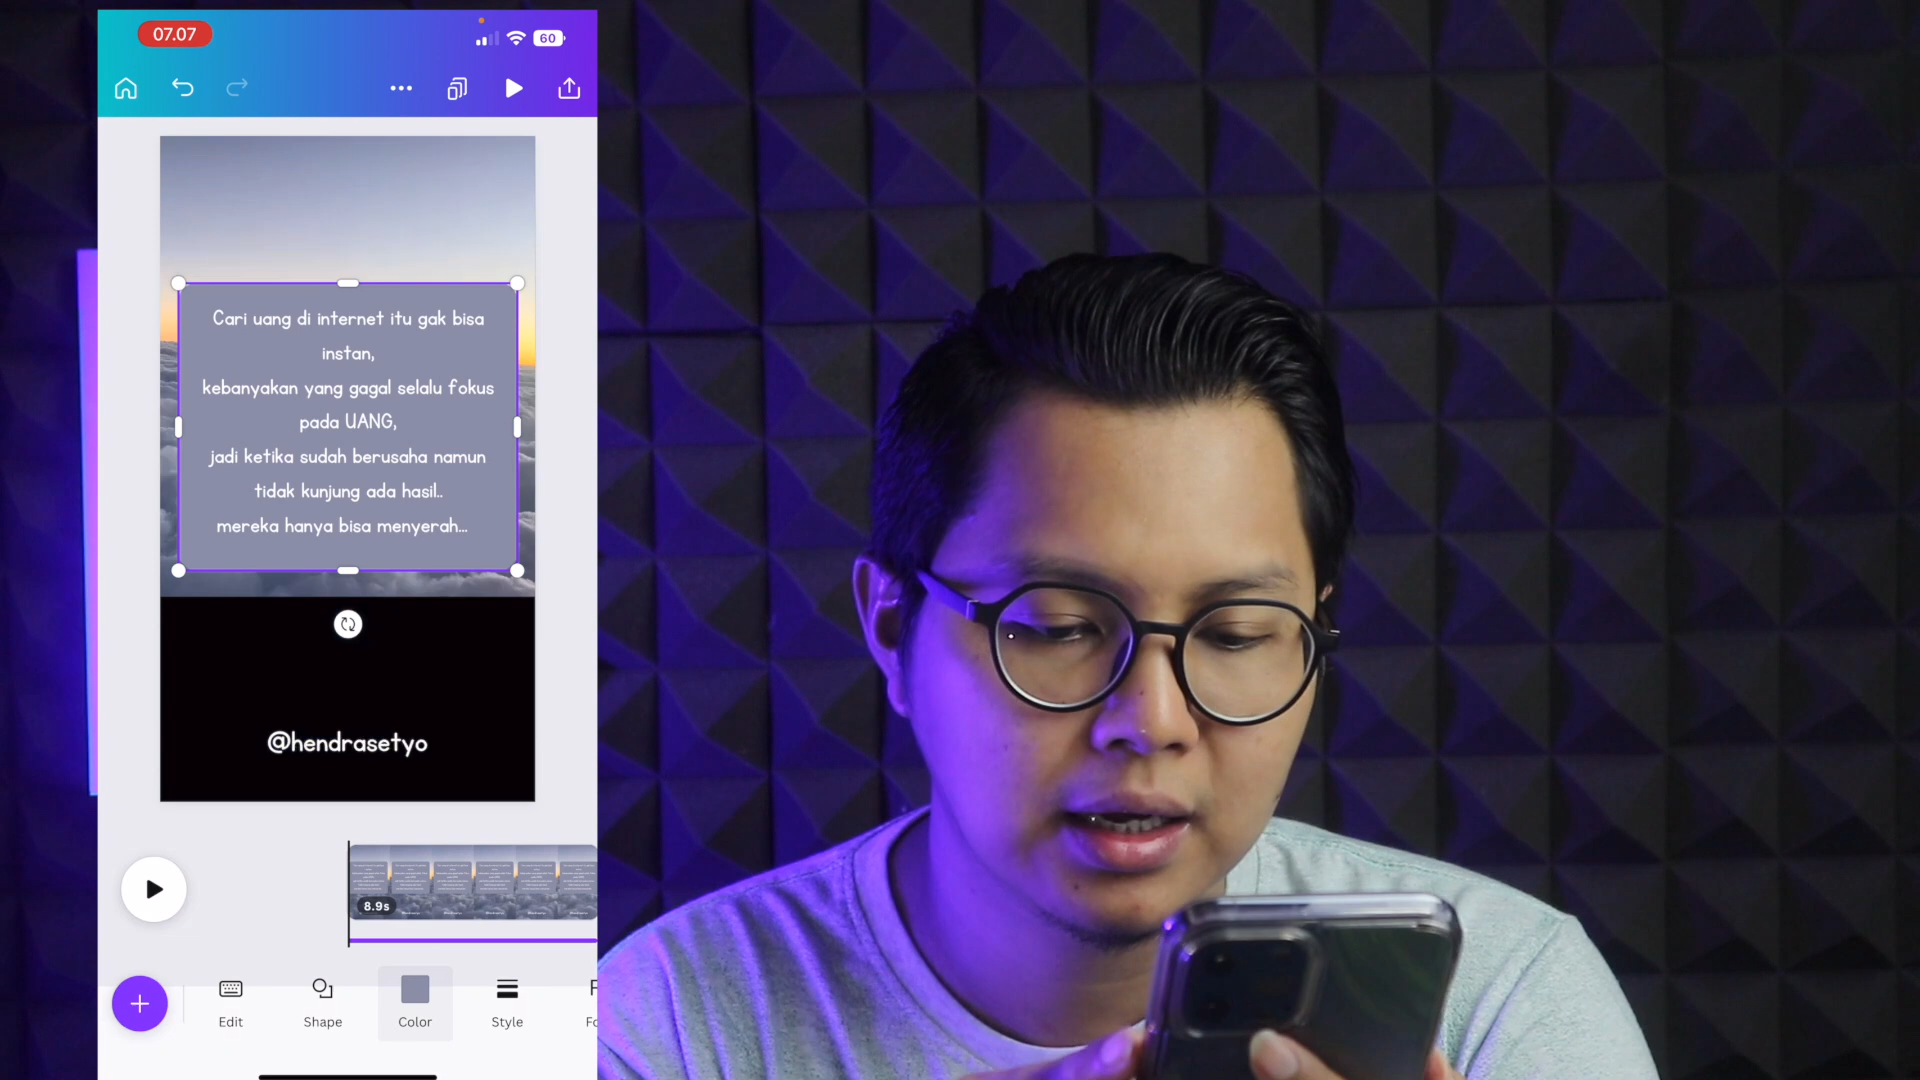 07.07
60
Cari uang di internet itu gak bisa
instan,
kebanyakan yang gagal selalu fokus
pada UANG,
jadi ketika sudah berusaha namun
tidak kunjung ada hasil..
mereka hanya bisa menyerah...
@hendrasetyo
8.9s
Edit
Shape
Color
Style
Fo